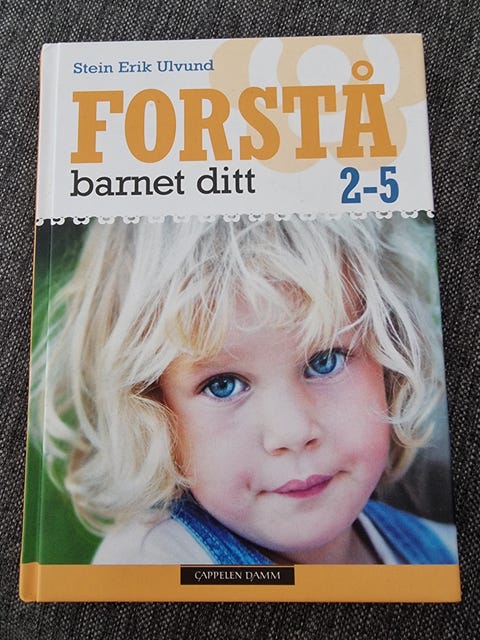 Stein Erik Ulvund
FORSTÅ
barnet ditt
2-5
CAPPELEN DAMM